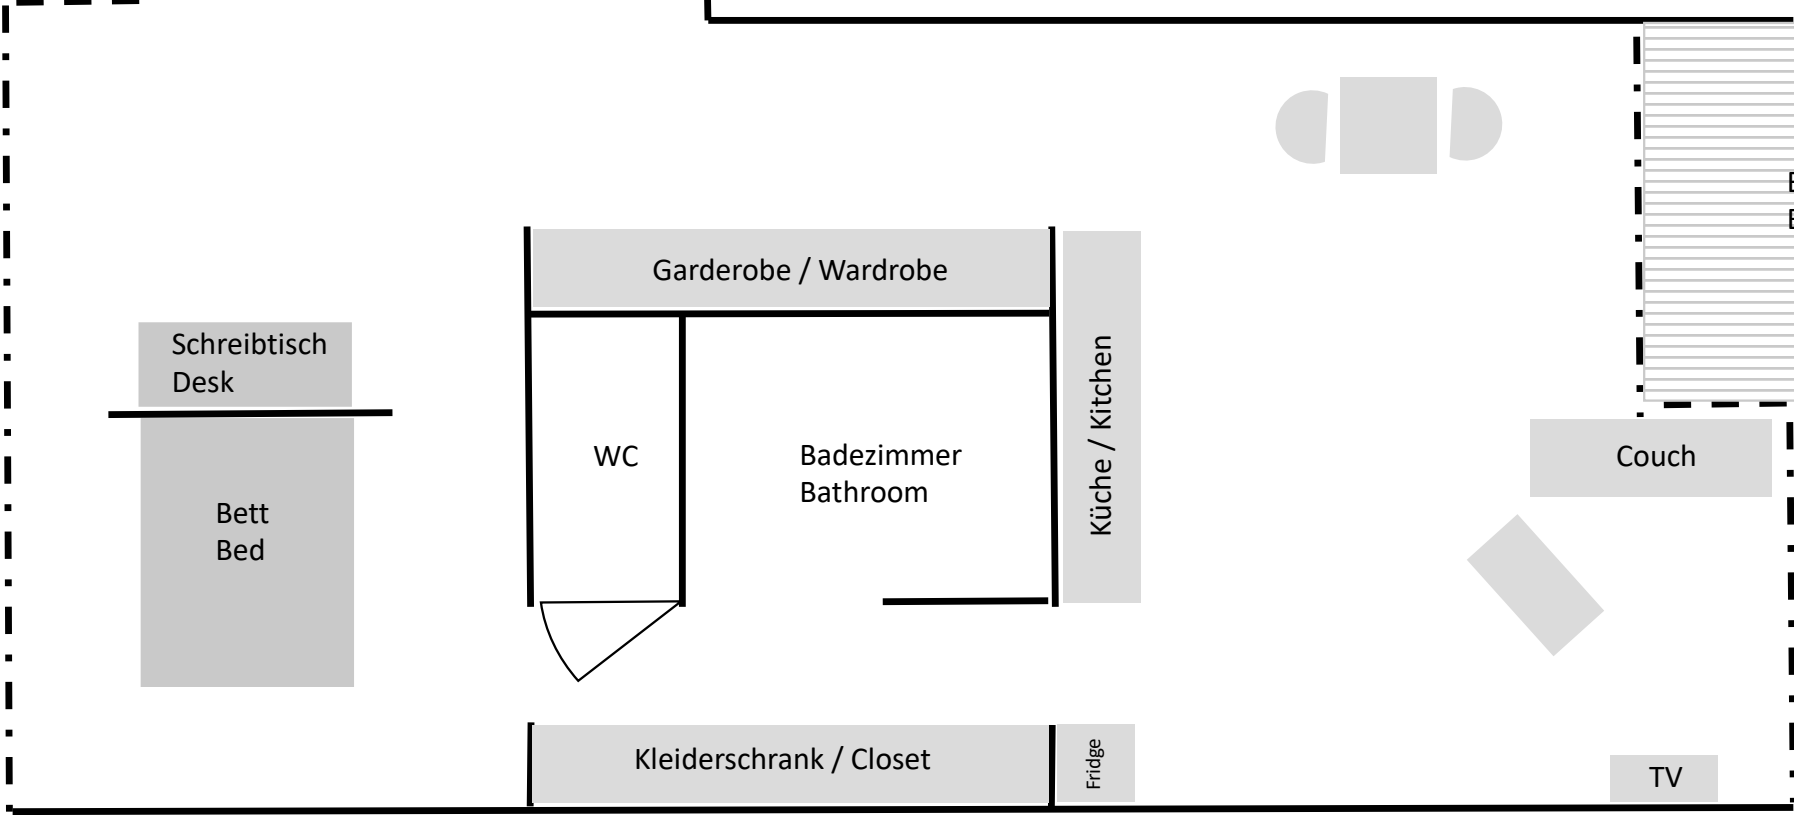 Garderobe / Wardrobe
Schreibtisch
Desk
Küche / Kitchen
WC
Badezimmer
Bathroom
Couch
Bett
Bed
Kleiderschrank / Closet
Fridge
TV